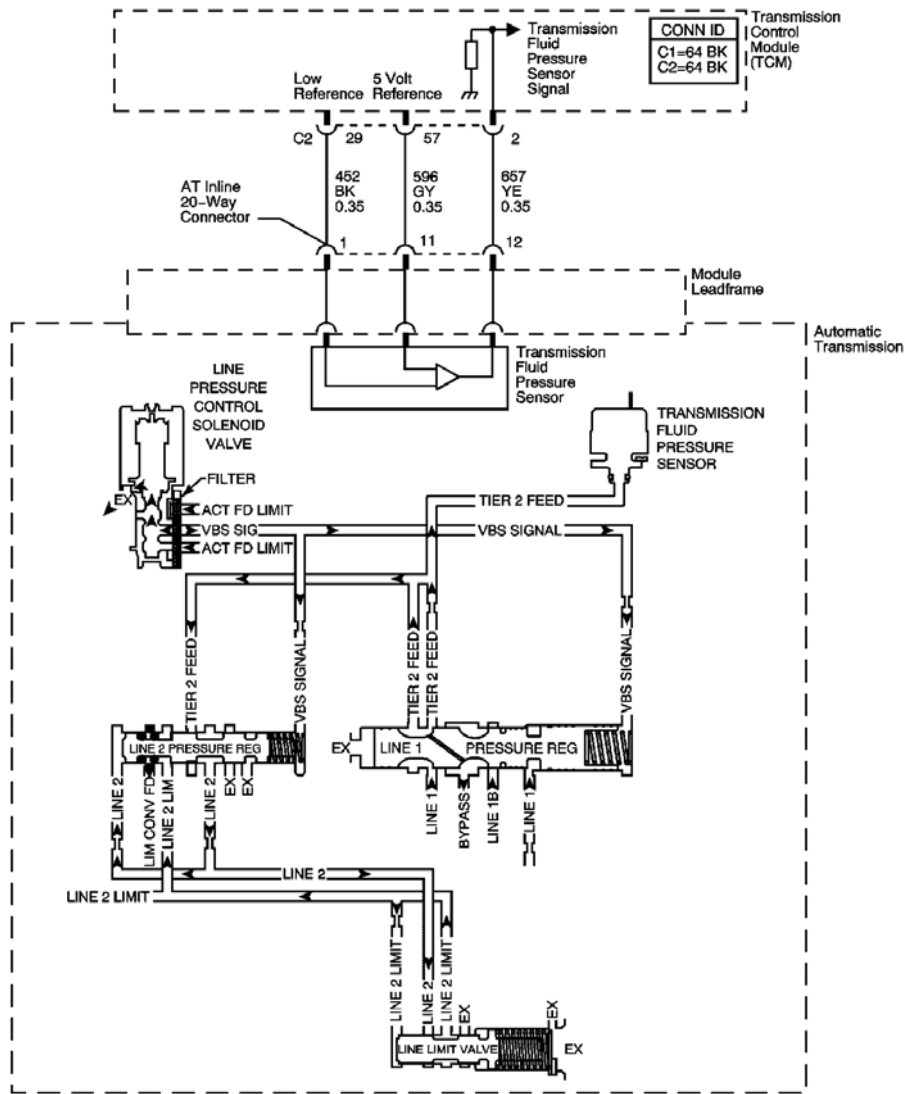 Transmission
Control
Module
(TCM)
CONN ID
C1=64 BK
C2=64 BK
Transmission
Fluid
Pressure
Sensor
Signal
Low
Reference
5 Volt
Reference
C2
29
57
2
452
BK
0.35
596
GY
0.35
657
YE
0.35
AT Inline
20-Way
Connector
1
11
12
Module
Leadframe
Automatic
Transmission
Transmission
Fluid
Pressure
Sensor
LINE
PRESSURE
CONTROL
SOLENOID
VALVE
TRANSMISSION
FLUID
PRESSURE
SENSOR
FILTER
EX
ACT FD LIMIT
VBS SIG
ACT FD LIMIT
TIER 2 FEED
VBS SIGNAL
TIER 2 FEED
VBS SIGNAL
TIER 2 FEED
TIER 2 FEED
VBS SIGNAL
LINE 2 PRESSURE REG
EX
LINE 1
PRESSURE REG
LINE 2
LIM CONV FD
LINE 2 LIM
LINE 2
EX
EX
LINE 1
BYPASS
LINE 1B
LINE 1
LINE 2
LINE 2 LIMIT
LINE 2 LIMIT
LINE 2
LINE 2 LIMIT
EX
EX
LINE LIMIT VALVE
EX